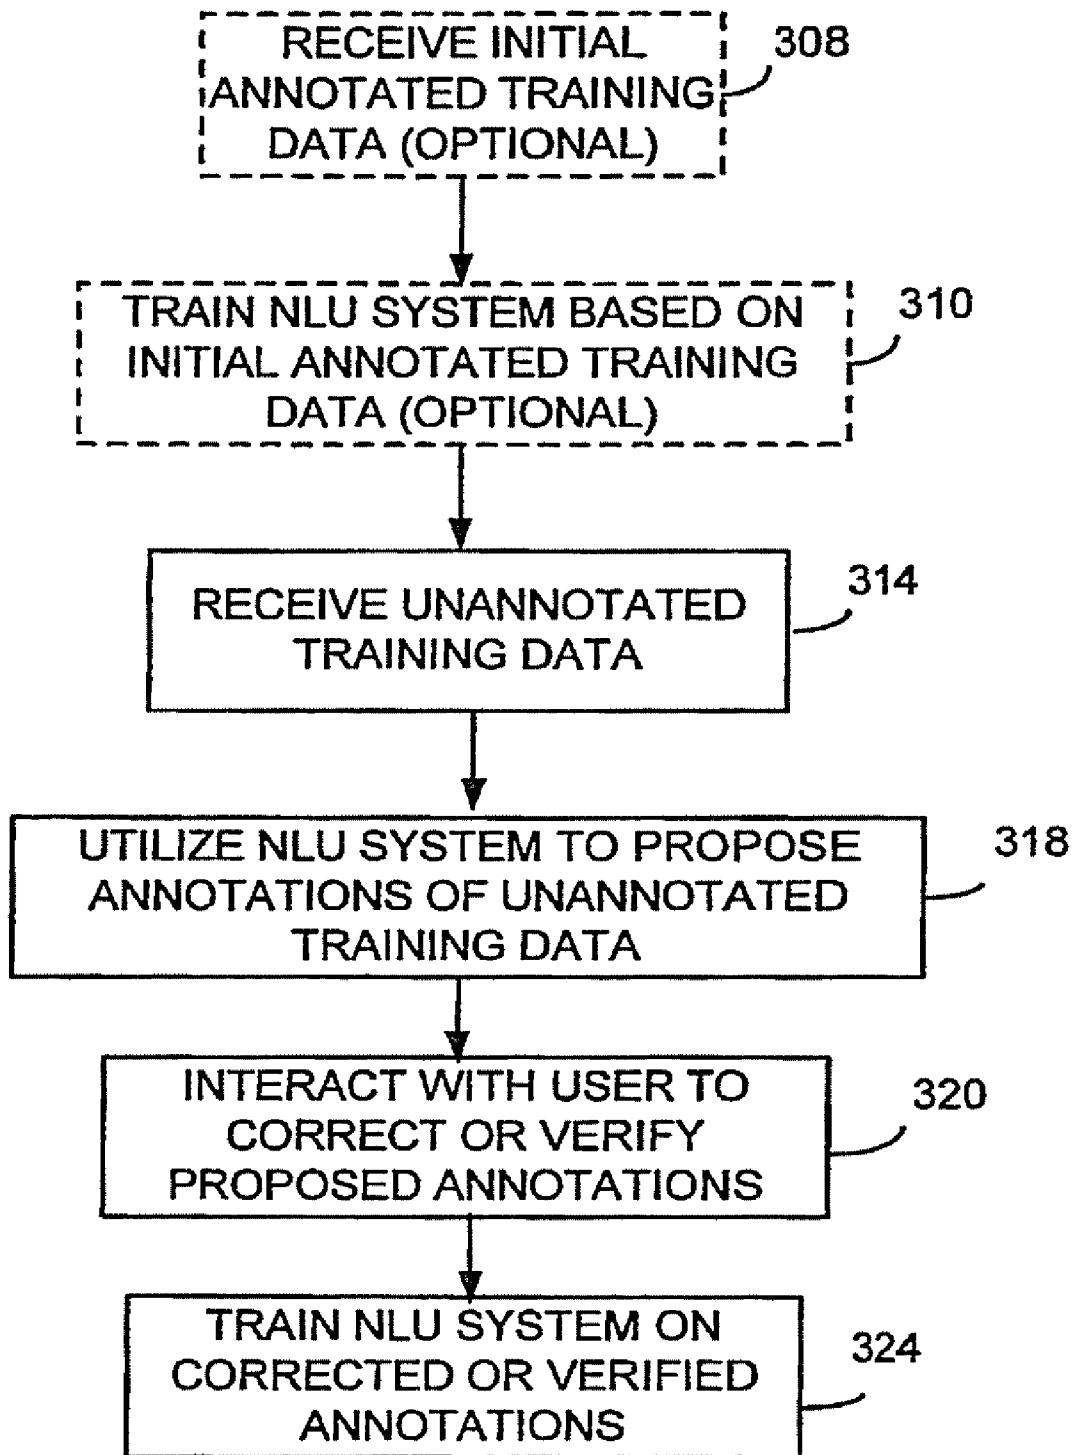 RECEIVE INITIAL
ANNOTATED TRAINING
DATA (OPTIONAL)
308
TRAIN NLU SYSTEM BASED ON
INITIAL ANNOTATED TRAINING
DATA (OPTIONAL)
310
RECEIVE UNANNOTATED
TRAINING DATA
314
UTILIZE NLU SYSTEM TO PROPOSE
ANNOTATIONS OF UNANNOTATED
TRAINING DATA
318
INTERACT WITH USER TO
CORRECT OR VERIFY
PROPOSED ANNOTATIONS
320
TRAIN NLU SYSTEM ON
CORRECTED OR VERIFIED
ANNOTATIONS
324